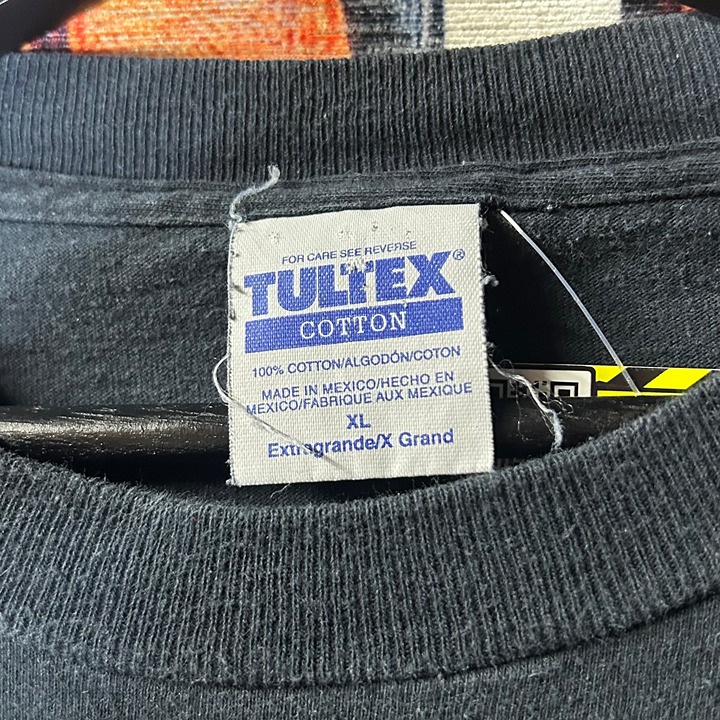 FOR CARE SEE REVERSE
TULTEX®
COTTON
100% COTTON/ALGODÓN/COTON
MADE IN MEXICO/HECHO EN
MEXICO/FABRIQUE AUX MEXIQUE
XL
Extragrande/X Grand